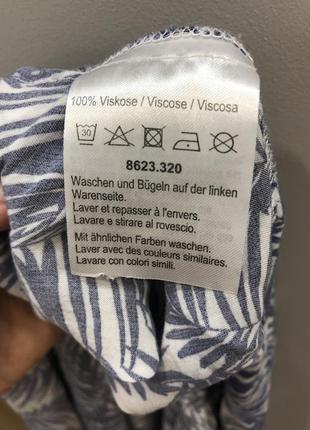 100% Viskose / Viscose / Viscosa
30
8623.320
Waschen und Bügeln auf der linken
Warenseite.
Laver et repasser à l'envers.
Lavare e stirare al rovescio.
Mit ähnlichen Farben waschen.
Laver avec des couleurs similaires.
Lavare con colori simili.